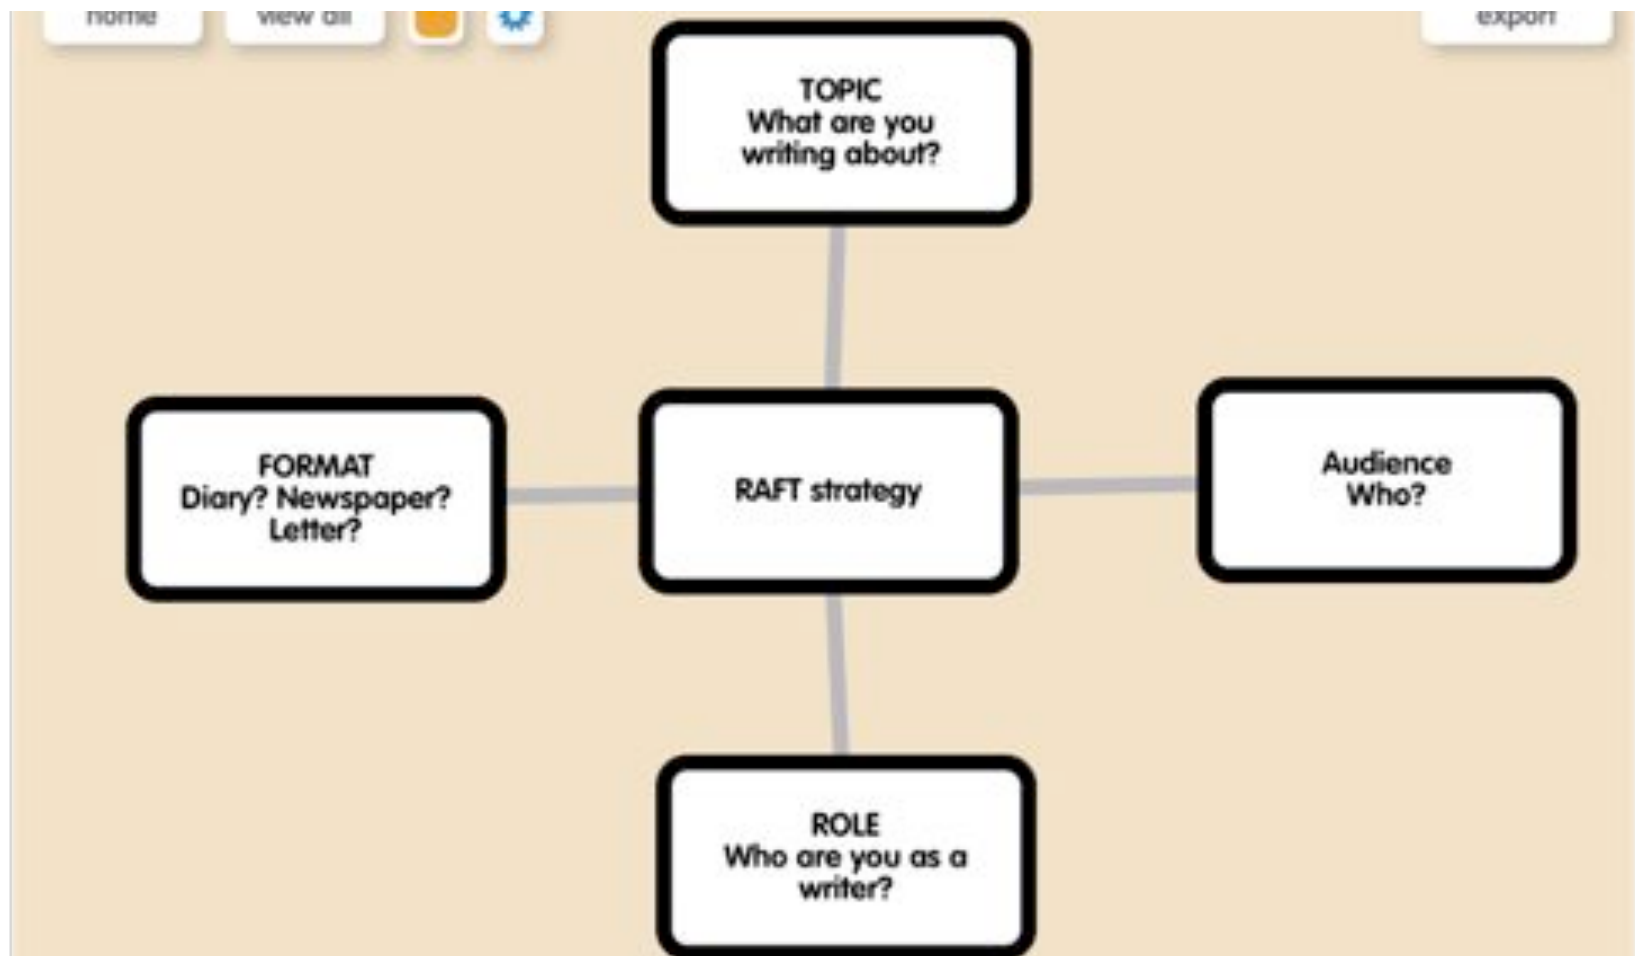 home
view all
export
TOPIC
What are you
writing about?
FORMAT
Diary? Newspaper?
Letter?
RAFT strategy
Audience
Who?
ROLE
Who are you as a
writer?